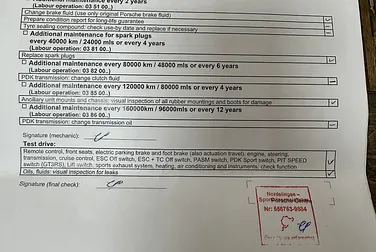 (Labour operation: 03 51 00..)
Change brake fluid (use only original Porsche brake fluid)
Prepare condition report for long-life guarantee
Tyre sealing compound: check use-by date and replace if necessary
Additional maintenance for spark plugs
every 40000 km / 24000 mls or every 4 years
(Labour operation: 03 81 00..)
Replace spark plugs
Additional maintenance every 80000 km / 48000 mls or every 6 years
(Labour operation: 03 82 00..)
PDK transmission: change clutch fluid
Additional maintenance every 120000 km / 80000 mls or every 4 years
(Labour operation: 03 85 00..)
Ancillary unit mounts and chassis: visual inspection of all rubber mountings and boots for damage
Additional maintenance every 160000km / 96000mls or every 12 years
(Labour operation: 03 86 00..)
PDK transmission: change transmission oil
Signature (mechanic):
Test drive:
Remote control, front seats, electric parking brake and foot brake (also actuation travel), engine, steering,
transmission, cruise control, ESC Off switch, ESC + TC Off switch, PASM switch, PDK Sport switch, PIT SPEED
switch (GT3RS); Lift switch, sports exhaust system, heating, air conditioning and instruments, check function
Oils, fluids: visual inspection for leaks
Signature (final check):
Porsche Centre